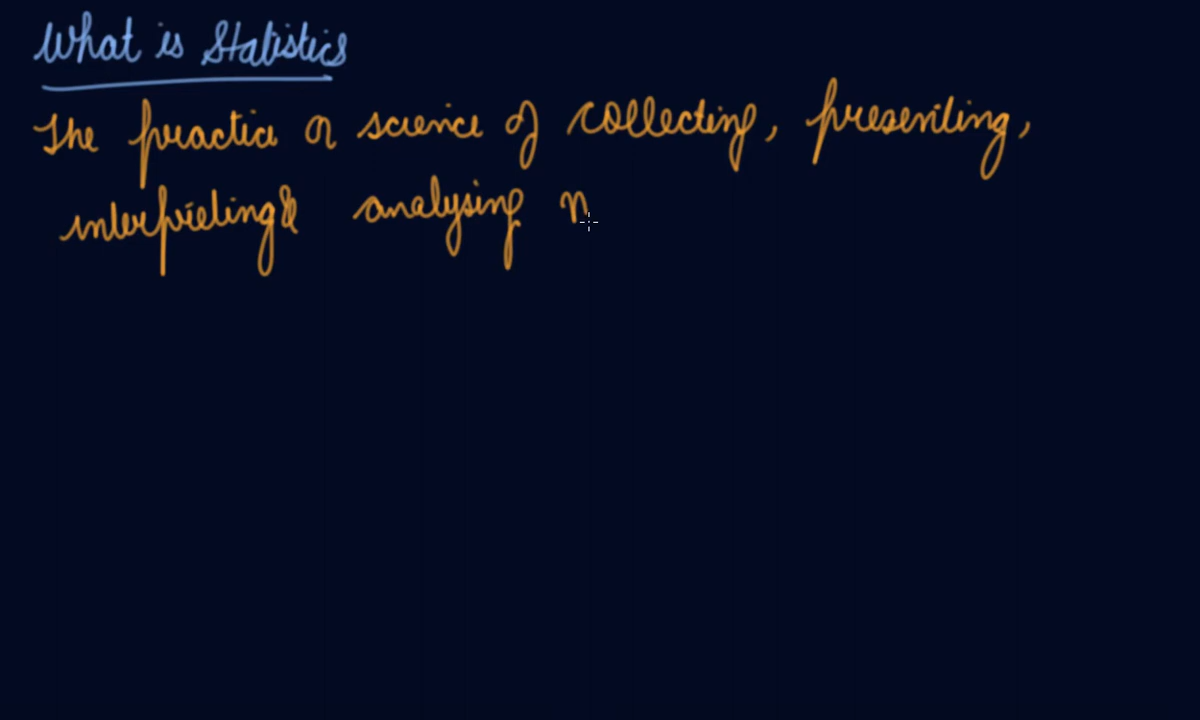 What is Statistics
The practice or science of collecting, presenting,
interpreting & analysing n